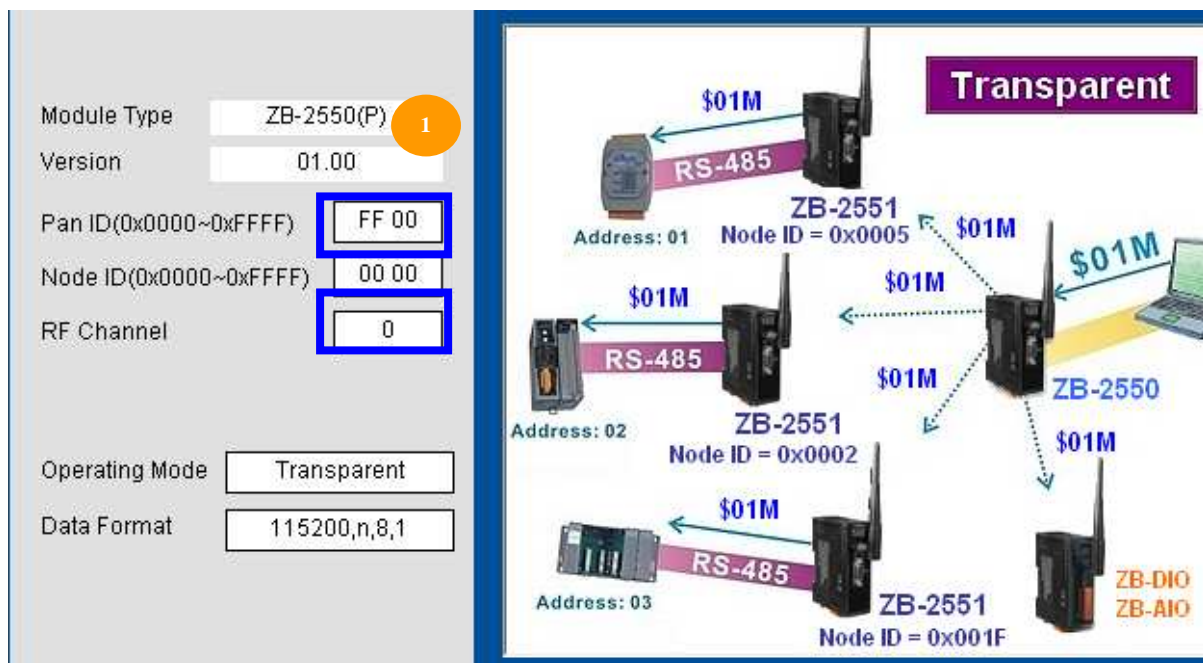 Module Type ZB-2550(P)
1
Version 01.00
Pan ID(0x0000~0xFFFF) FF 00
Node ID(0x0000~0xFFFF) 00 00
RF Channel 0
Operating Mode Transparent
Data Format 115200,n,8,1
Transparent
$01M
RS-485
ZB-2551
Address: 01
Node ID = 0x0005
$01M
$01M
$01M
$01M
RS-485
$01M
ZB-2550
ZB-2551
Address: 02
Node ID = 0x0002
$01M
$01M
RS-485
ZB-DIO
ZB-AIO
Address: 03
ZB-2551
Node ID = 0x001F